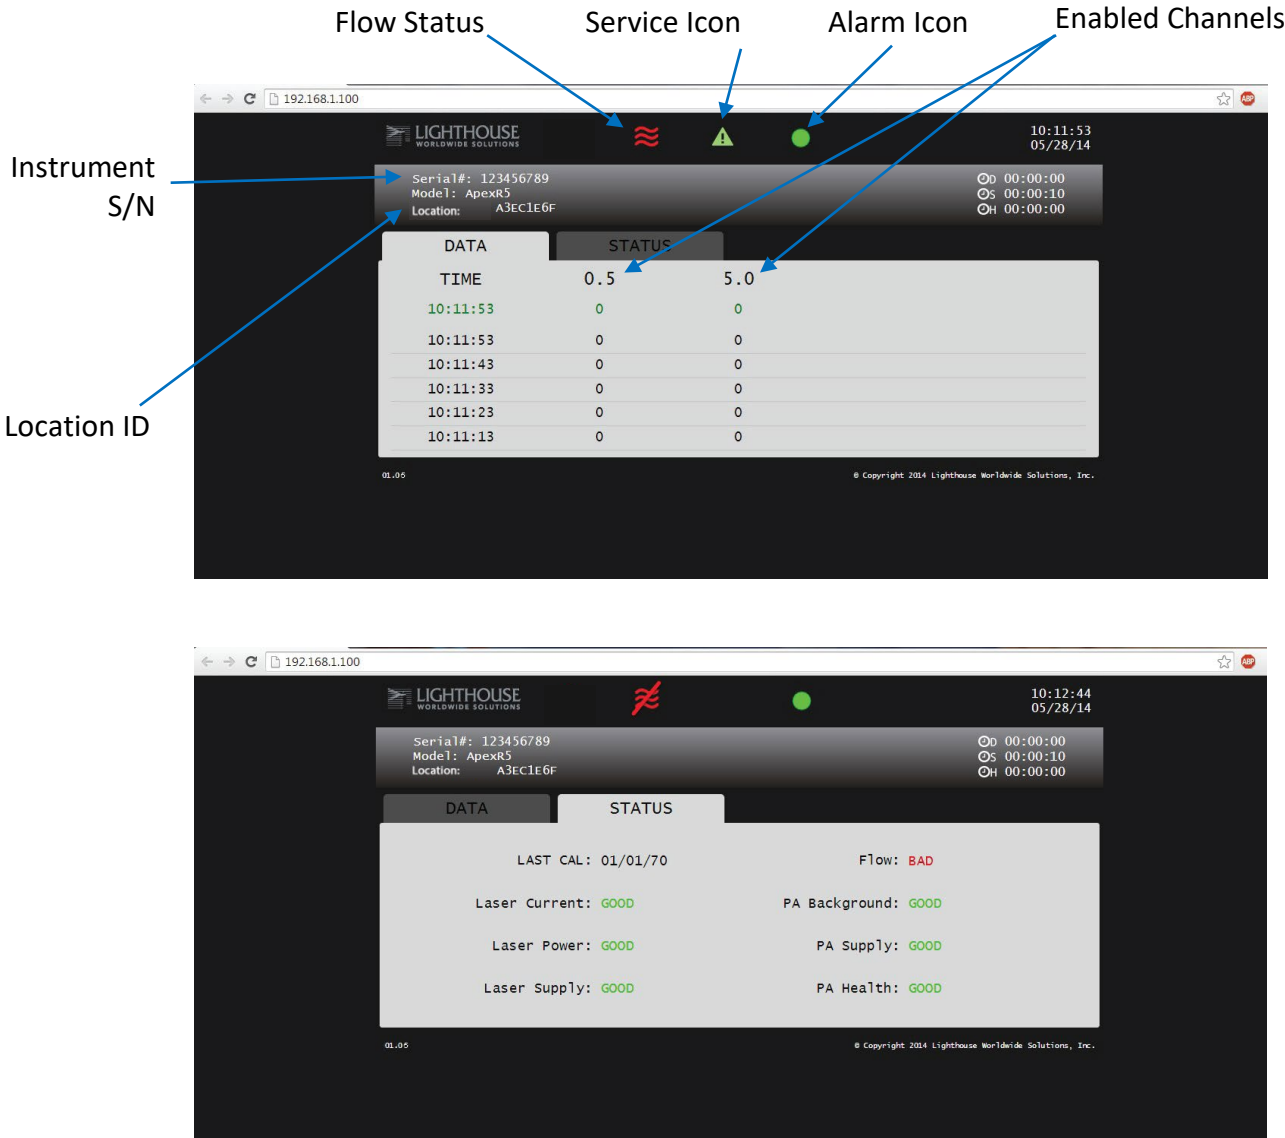 Flow Status Service Icon Alarm Icon Enabled Channels
192.168.1.100 ABP
LIGHTHOUSE
WORLDWIDE SOLUTIONS
10:11:53
05/28/14
Instrument
S/N
Serial#: 123456789
Model: ApexR5
Location: A3EC1E6F
D 00:00:00
S 00:00:10
H 00:00:00
DATA STATUS
TIME 0.5 5.0
10:11:53 0 0
10:11:53 0 0
10:11:43 0 0
10:11:33 0 0
10:11:23 0 0
10:11:13 0 0
Location ID
01.06 © Copyright 2014 Lighthouse Worldwide Solutions, Inc.
192.168.1.100 ABP
LIGHTHOUSE
WORLDWIDE SOLUTIONS
10:12:44
05/28/14
Serial#: 123456789
Model: ApexR5
Location: A3EC1E6F
D 00:00:00
S 00:00:10
H 00:00:00
DATA STATUS
LAST CAL: 01/01/70 Flow: BAD
Laser Current: GOOD PA Background: GOOD
Laser Power: GOOD PA Supply: GOOD
Laser Supply: GOOD PA Health: GOOD
01.06 © Copyright 2014 Lighthouse Worldwide Solutions, Inc.